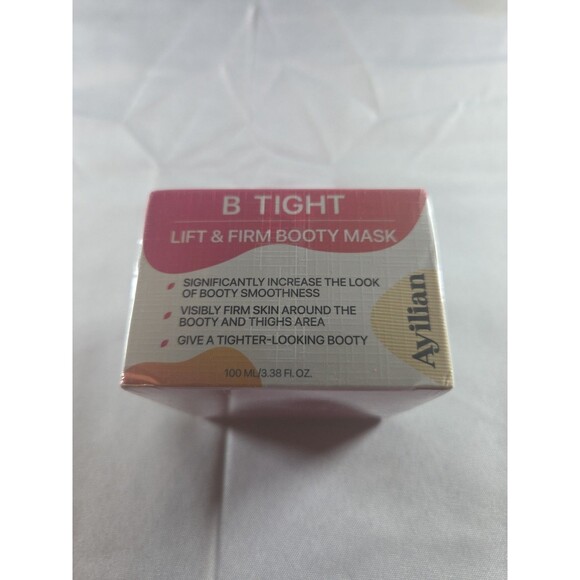 B TIGHT
LIFT & FIRM BOOTY MASK
SIGNIFICANTLY INCREASE THE LOOK
OF BOOTY SMOOTHNESS
VISIBLY FIRM SKIN AROUND THE
BOOTY AND THIGHS AREA
GIVE A TIGHTER-LOOKING BOOTY
100 ML/3.38 FL OZ.
Ayilian